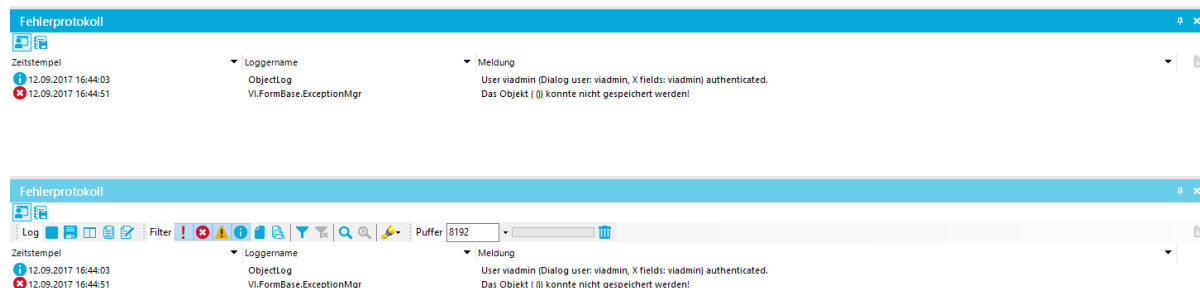 Fehlerprotokoll
Zeitstempel Loggername Meldung
12.09.2017 16:44:03 ObjectLog User viadmin (Dialog user: viadmin, X fields: viadmin) authenticated.
12.09.2017 16:44:51 VI.FormBase.ExceptionMgr Das Objekt ( ()) konnte nicht gespeichert werden!
Fehlerprotokoll
Log Filter Puffer 8192
Zeitstempel Loggername Meldung
12.09.2017 16:44:03 ObjectLog User viadmin (Dialog user: viadmin, X fields: viadmin) authenticated.
12.09.2017 16:44:51 VI.FormBase.ExceptionMgr Das Objekt ( ()) konnte nicht gespeichert werden!